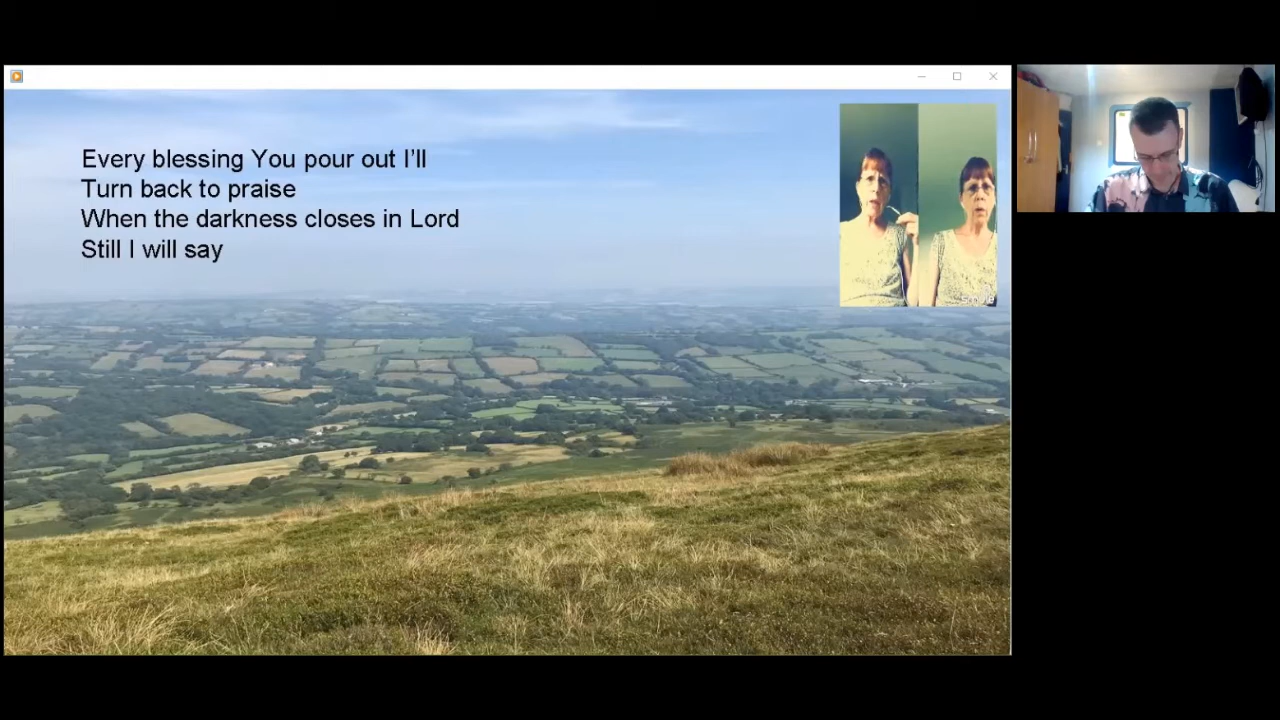 Every blessing You pour out I’ll
Turn back to praise
When the darkness closes in Lord
Still I will say